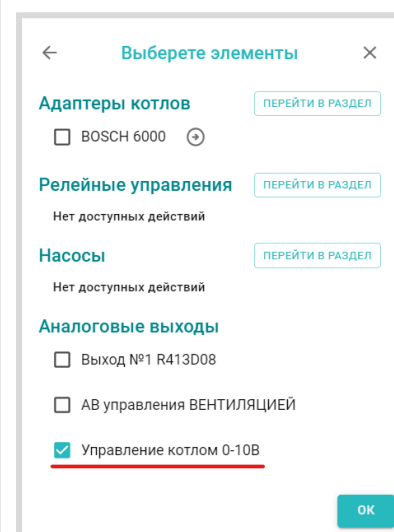 Выберете элементы
Адаптеры котлов ПЕРЕЙТИ В РАЗДЕЛ
BOSCH 6000
Релейные управления ПЕРЕЙТИ В РАЗДЕЛ
Нет доступных действий
Насосы ПЕРЕЙТИ В РАЗДЕЛ
Нет доступных действий
Аналоговые выходы
Выход №1 R413D08
АВ управления ВЕНТИЛЯЦИЕЙ
Управление котлом 0-10В
ОК